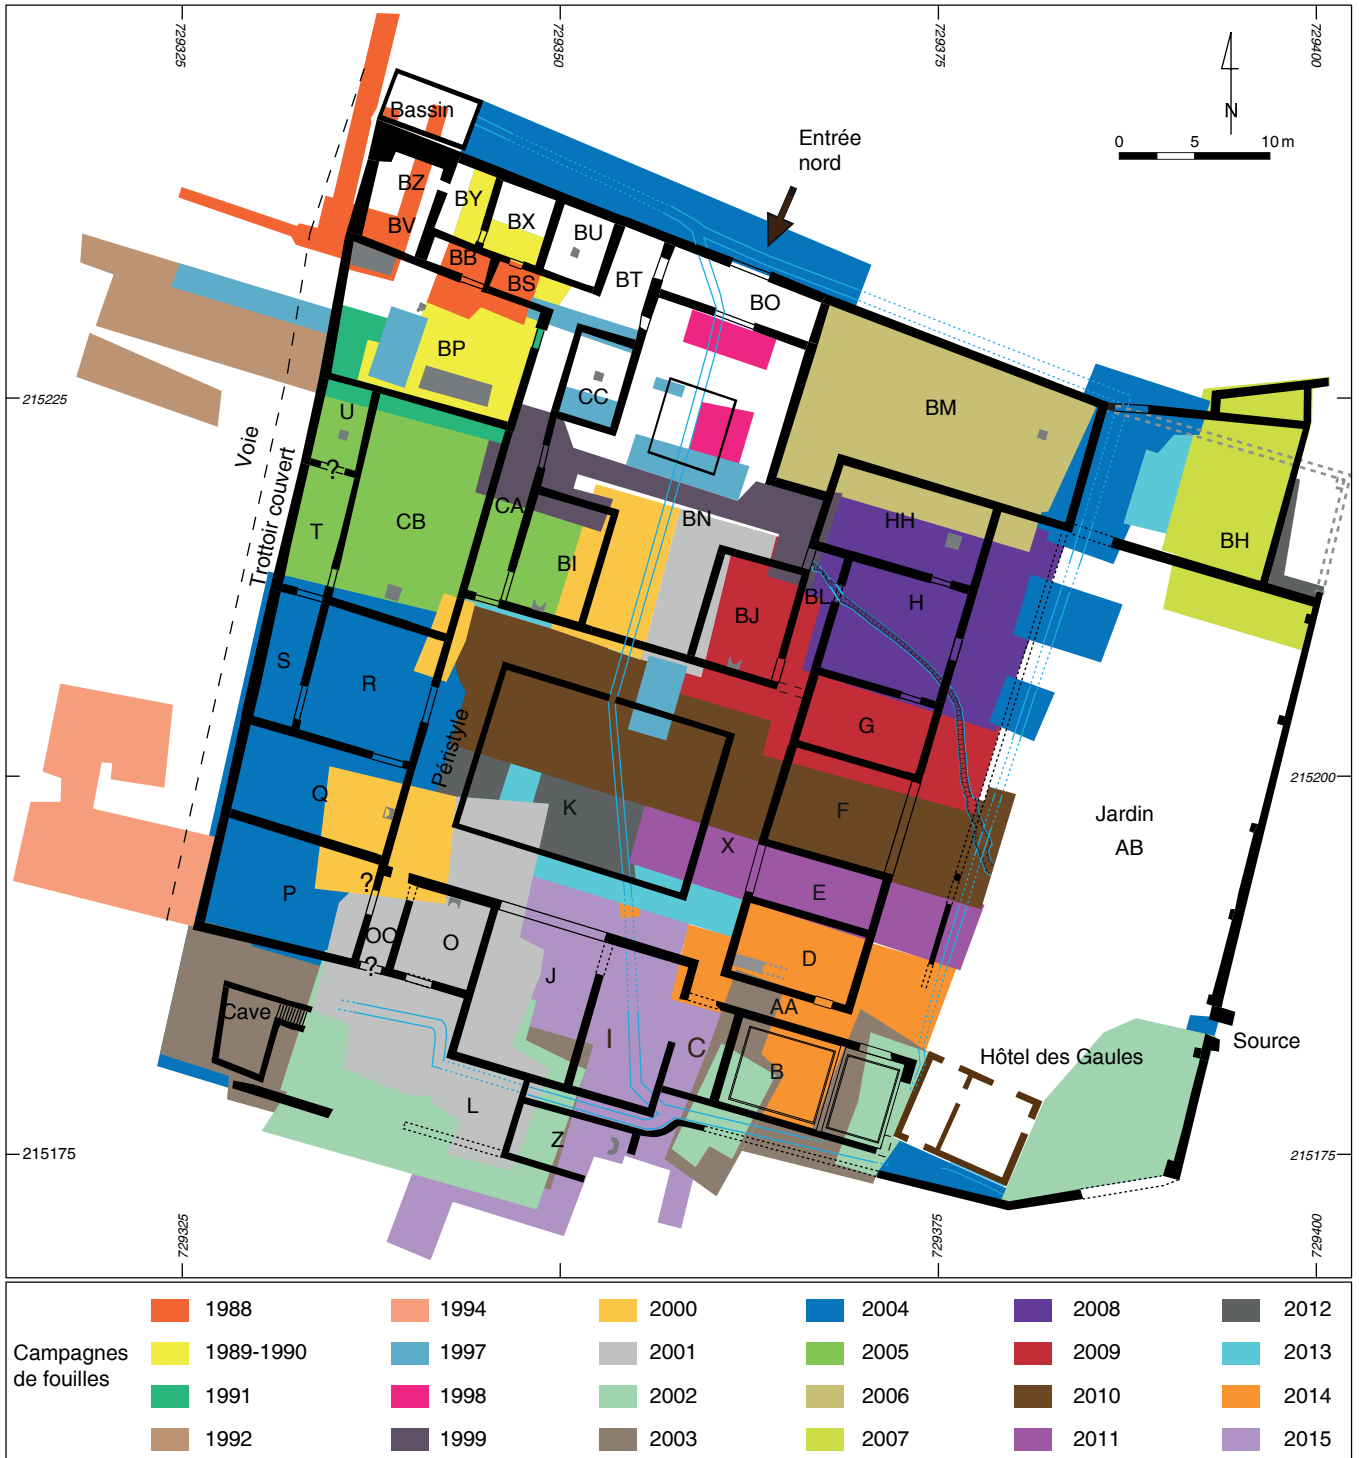 729325
729350
729375
729400
Bassin
Entrée
nord
N
0 5 10 m
BZ
BY
BV
BX
BU
BB
BS
BT
BO
BP
CC
BM
215225
U
?
Voie
Trottoir couvert
T
CB
CA
BI
BN
HH
BH
BJ
BL
H
S
R
G
Péristyle
215200
Q
K
F
Jardin
AB
X
P
?
E
OO
O
?
J
D
Cave
AA
I
C
B
Hôtel des Gaules
Source
L
Z
215175
215175
729325
729375
729400
Campagnes
de fouilles
1988
1989-1990
1991
1992
1994
1997
1998
1999
2000
2001
2002
2003
2004
2005
2006
2007
2008
2009
2010
2011
2012
2013
2014
2015